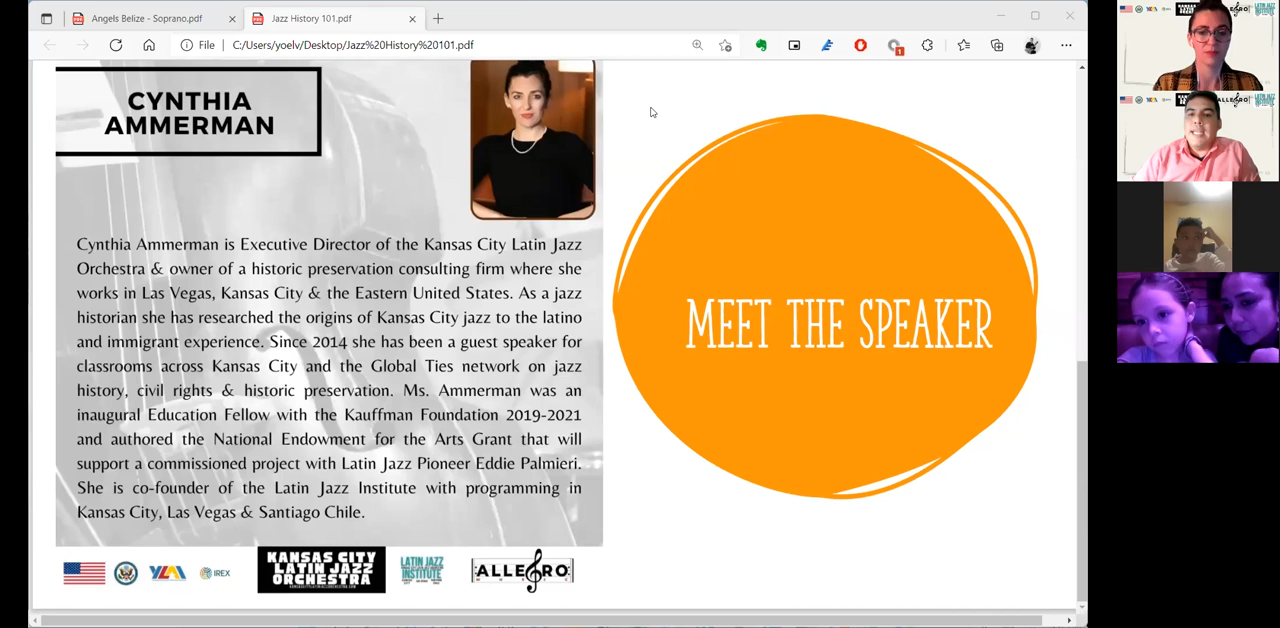 Angels Belize - Soprano.pdf
Jazz History 101.pdf
File
C:/Users/yoelv/Desktop/Jazz%20History%20101.pdf
1
CYNTHIA
AMMERMAN
Cynthia Ammerman is Executive Director of the Kansas City Latin Jazz
Orchestra & owner of a historic preservation consulting firm where she
works in Las Vegas, Kansas City & the Eastern United States. As a jazz
historian she has researched the origins of Kansas City jazz to the latino
and immigrant experience. Since 2014 she has been a guest speaker for
classrooms across Kansas City and the Global Ties network on jazz
history, civil rights & historic preservation. Ms. Ammerman was an
inaugural Education Fellow with the Kauffman Foundation 2019-2021
and authored the National Endowment for the Arts Grant that will
support a commissioned project with Latin Jazz Pioneer Eddie Palmieri.
She is co-founder of the Latin Jazz Institute with programming in
Kansas City, Las Vegas & Santiago Chile.
MEET THE SPEAKER
YLAI
IREX
KANSAS CITY
LATIN JAZZ
ORCHESTRA
LATIN JAZZ
INSTITUTE
ALLEGRO